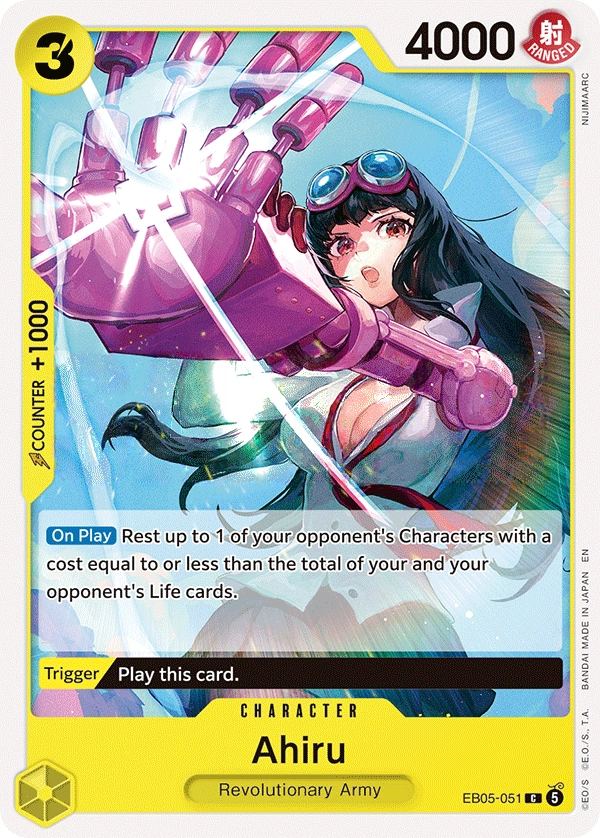 3
4000
射
RANGED
NIJIMAARC
COUNTER +1000
On Play Rest up to 1 of your opponent's Characters with a
cost equal to or less than the total of your and your
opponent's Life cards.
Trigger Play this card.
CHARACTER
Ahiru
Revolutionary Army
EB05-051 C 5
©EO/S ©E.O./S., T.A. BANDAI MADE IN JAPAN EN